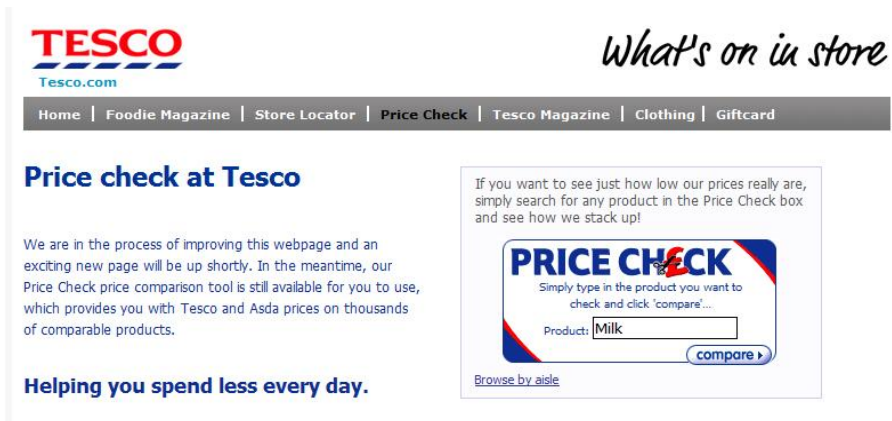 TESCO
Tesco.com
What's on in store
Home | Foodie Magazine | Store Locator | Price Check | Tesco Magazine | Clothing | Giftcard
Price check at Tesco
We are in the process of improving this webpage and an
exciting new page will be up shortly. In the meantime, our
Price Check price comparison tool is still available for you to use,
which provides you with Tesco and Asda prices on thousands
of comparable products.
Helping you spend less every day.
If you want to see just how low our prices really are,
simply search for any product in the Price Check box
and see how we stack up!
PRICE CH£CK
Simply type in the product you want to
check and click 'compare'...
Product: Milk
compare
Browse by aisle